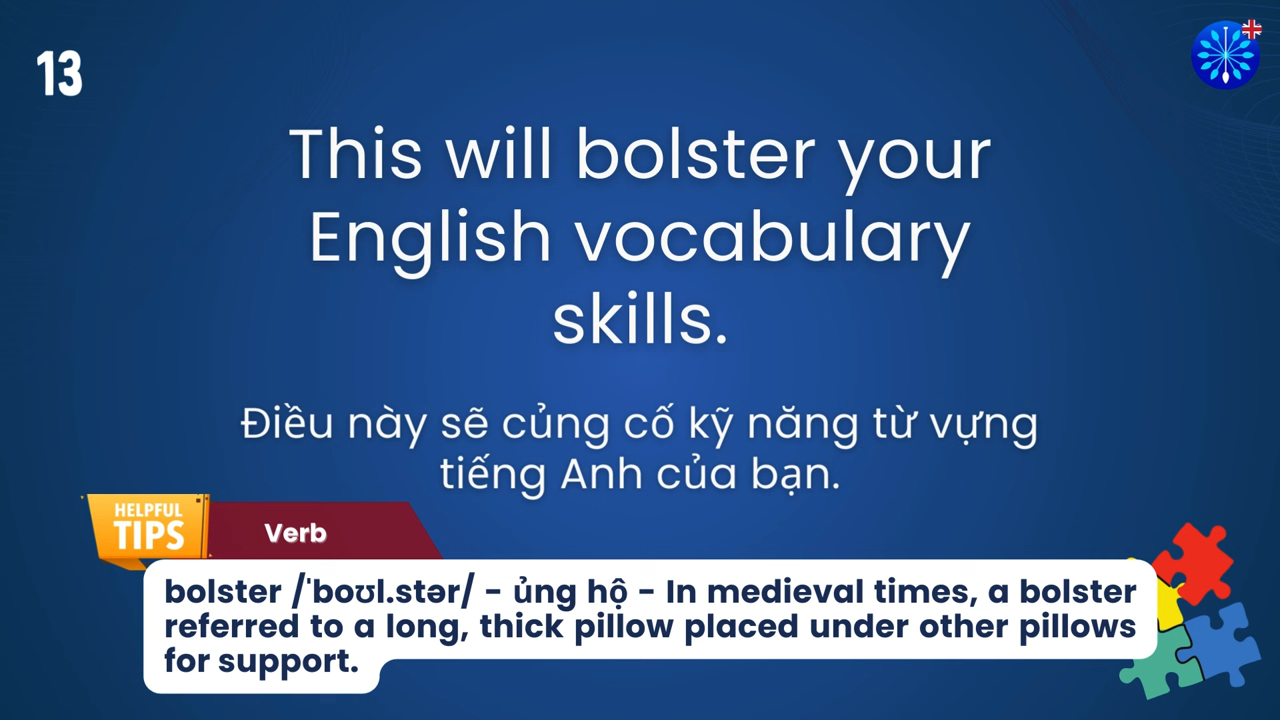 13
This will bolster your
English vocabulary
skills.
Điều này sẽ củng cố kỹ năng từ vựng
tiếng Anh của bạn.
HELPFUL
TIPS
Verb
bolster /ˈboʊl.stər/ - ủng hộ - In medieval times, a bolster
referred to a long, thick pillow placed under other pillows
for support.